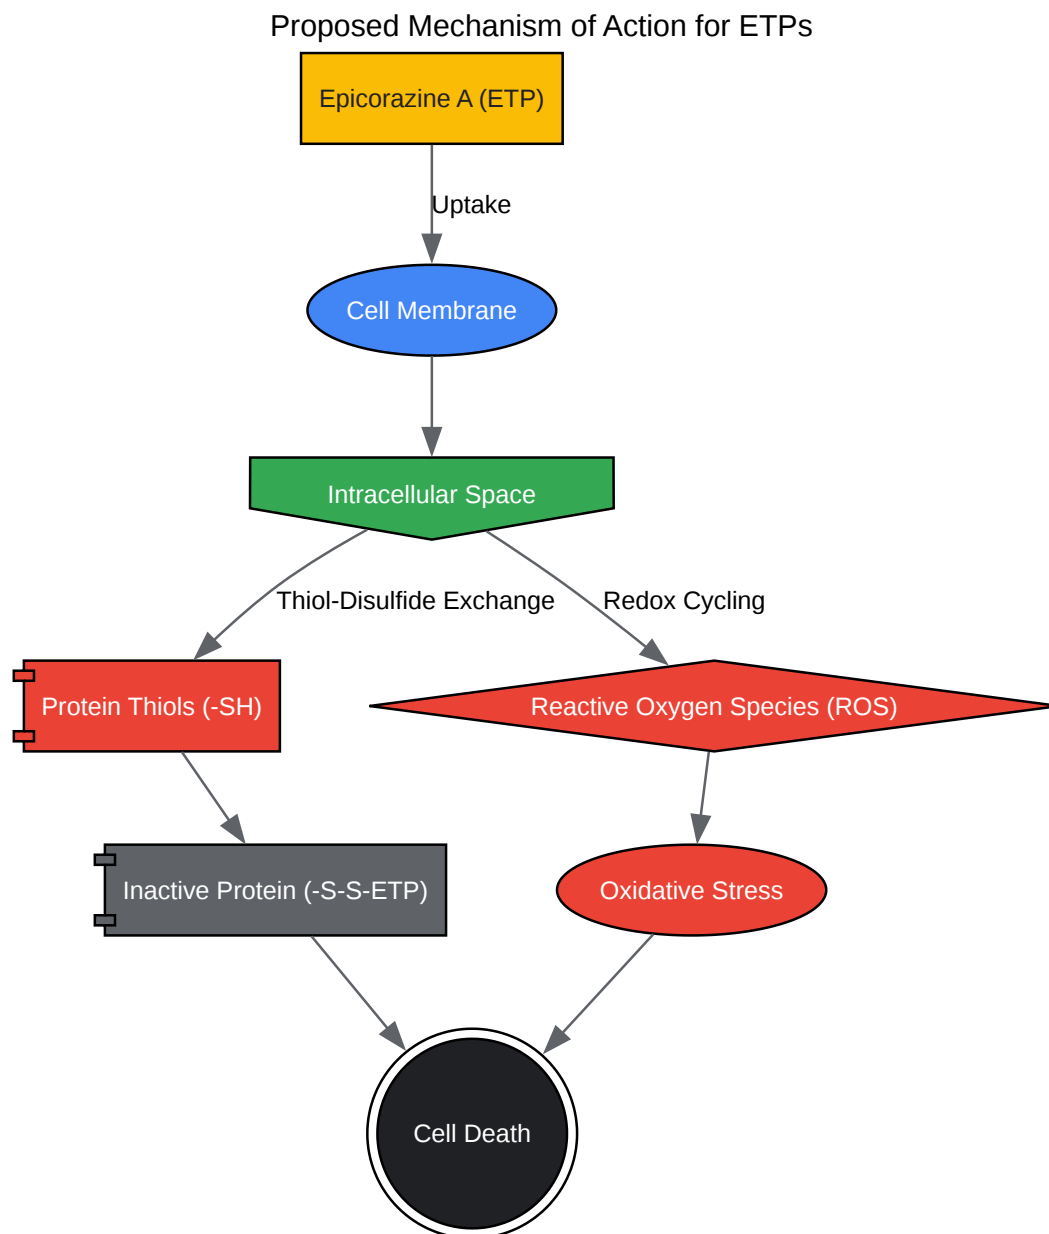 Proposed Mechanism of Action for ETPs
Epicorazine A (ETP)
Uptake
Cell Membrane
Intracellular Space
Thiol-Disulfide Exchange
Redox Cycling
Protein Thiols (-SH)
Reactive Oxygen Species (ROS)
Inactive Protein (-S-S-ETP)
Oxidative Stress
Cell Death